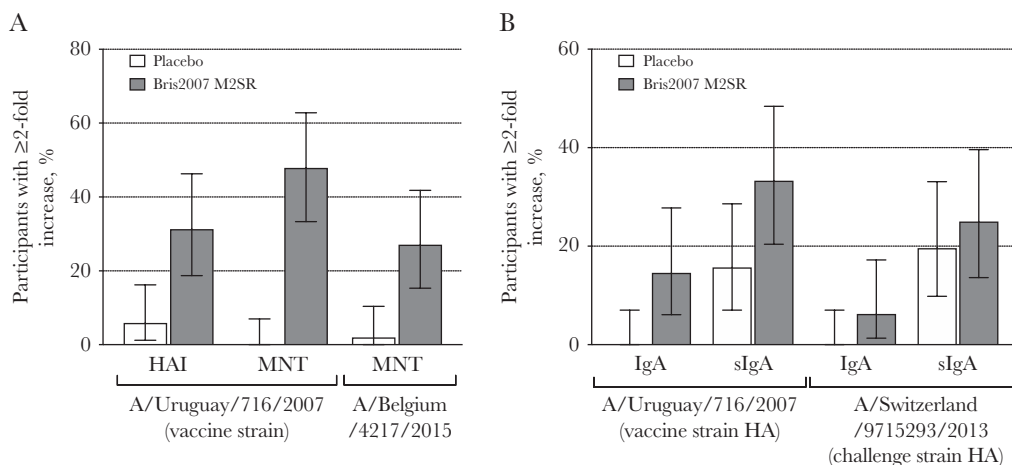 A
Participants with ≥2-fold
increase, %
80
60
40
20
0
Placebo
Bris2007 M2SR
HAI MNT MNT
A/Uruguay/716/2007
(vaccine strain)
A/Belgium
/4217/2015
B
Participants with ≥2-fold
increase, %
60
40
20
0
Placebo
Bris2007 M2SR
IgA sIgA IgA sIgA
A/Uruguay/716/2007
(vaccine strain HA)
A/Switzerland
/9715293/2013
(challenge strain HA)